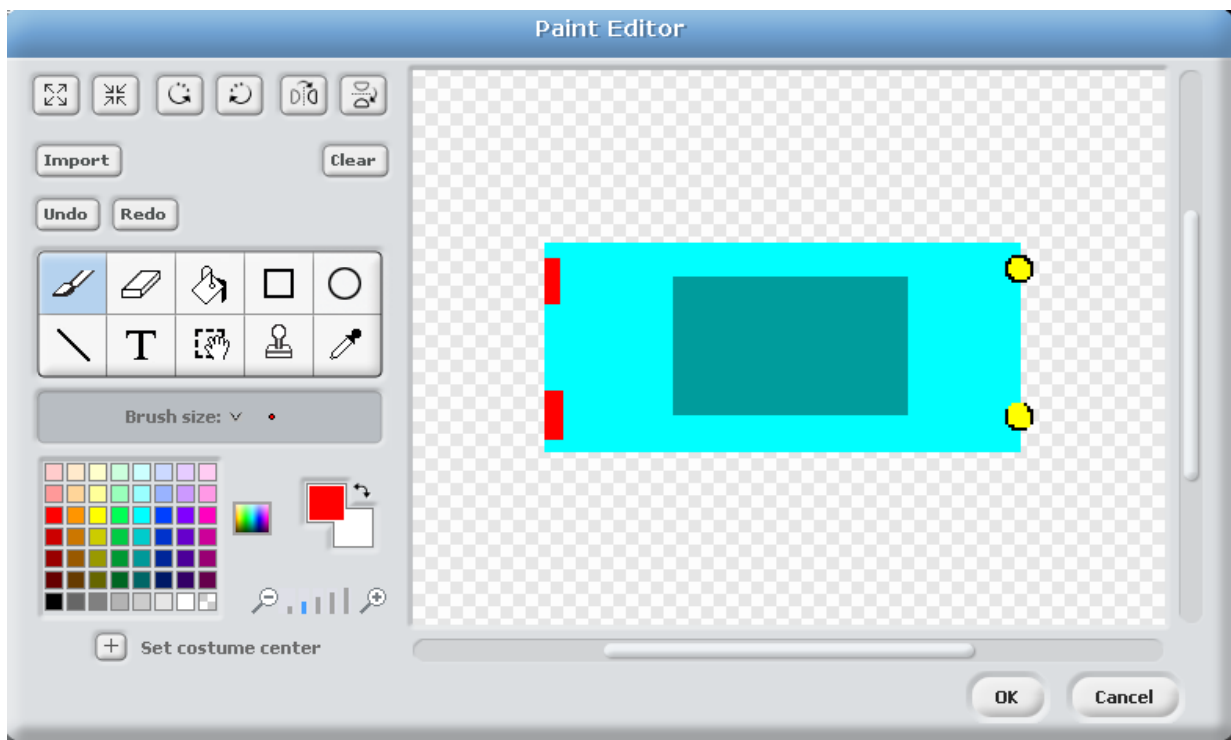 Paint Editor
Import
Clear
Undo
Redo
T
Brush size:
Set costume center
OK
Cancel